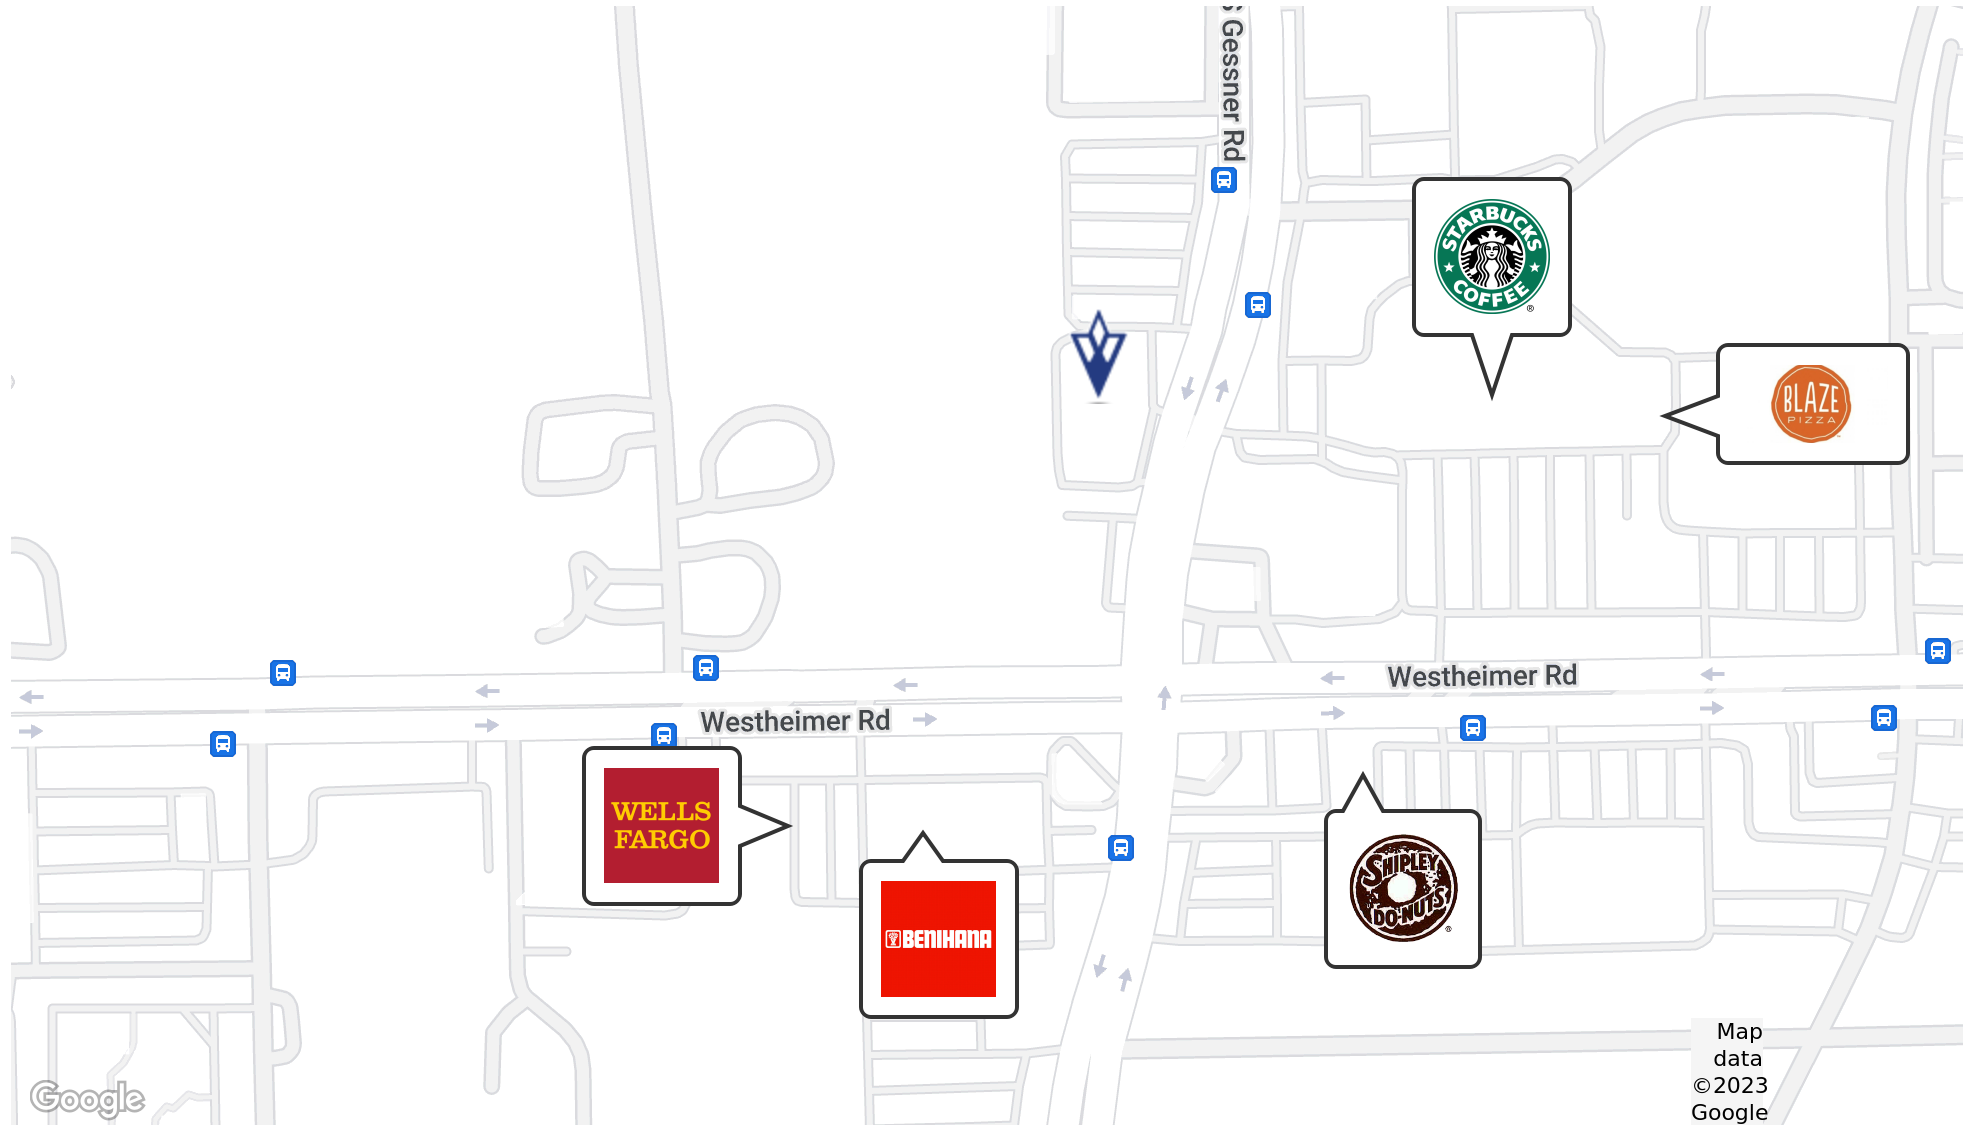 S Gessner Rd
STARBUCKS
COFFEE
®
BLAZE
PIZZA
Westheimer Rd
Westheimer Rd
WELLS
FARGO
BENIHANA
SHIPLEY
DO-NUTS
®
Map
data
©2023
Google
Google